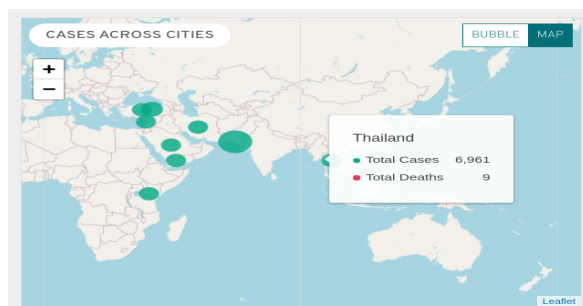 CASES ACROSS CITIES
BUBBLE MAP
+
−
Thailand
Total Cases 6,961
Total Deaths 9
Leaflet